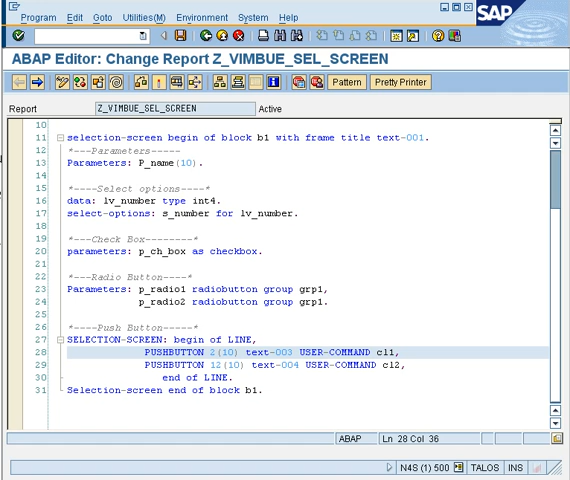 Program Edit Goto Utilities(M) Environment System Help
SAP
ABAP Editor: Change Report Z_VIMBUE_SEL_SCREEN
Pattern Pretty Printer
Report Z_VIMBUE_SEL_SCREEN Active
10
11 selection-screen begin of block b1 with frame title text-001.
12 *---Parameters-----
13 Parameters: P_name(10).
14
15 *----Select options----*
16 data: lv_number type int4.
17 select-options: s_number for lv_number.
18
19 *---Check Box--------*
20 parameters: p_ch_box as checkbox.
21
22 *---Radio Button----*
23 Parameters: p_radio1 radiobutton group grp1,
24 p_radio2 radiobutton group grp1.
25
26 *----Push Button-----*
27 SELECTION-SCREEN: begin of LINE,
28 PUSHBUTTON 2(10) text-003 USER-COMMAND cl1,
29 PUSHBUTTON 12(10) text-004 USER-COMMAND cl2,
30 end of LINE.
31 Selection-screen end of block b1.
ABAP Ln 28 Col 36
N4S (1) 500 TALOS INS